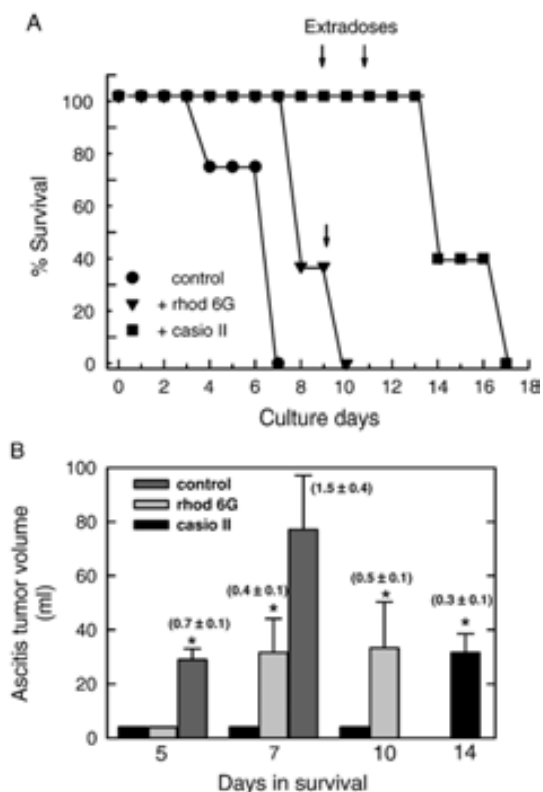 A
Extradoses
100
80
60
40
20
0
% Survival
control
+ rhod 6G
+ casio II
0 2 4 6 8 10 12 14 16 18
Culture days
B
100
80
60
40
20
0
Ascitis tumor volume
(ml)
control
rhod 6G
casio II
(1.5 ± 0.4)
(0.4 ± 0.1)
(0.5 ± 0.1)
(0.7 ± 0.1)
(0.3 ± 0.1)
* * * *
5 7 10 14
Days in survival